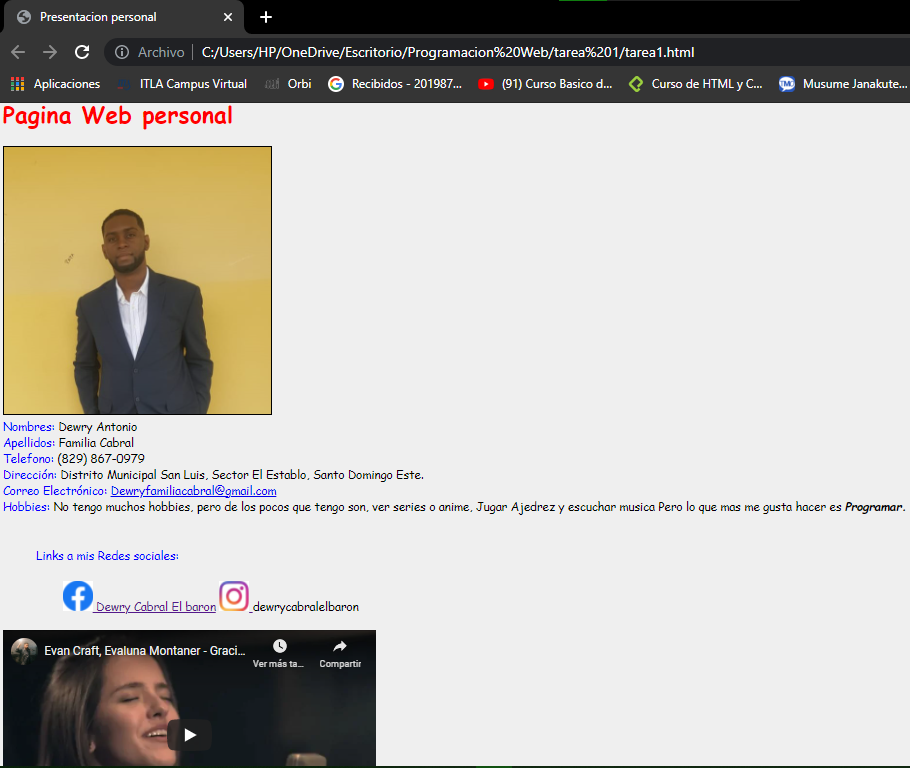 Presentacion personal
Archivo C:/Users/HP/OneDrive/Escritorio/Programacion%20Web/tarea%201/tarea1.html
Aplicaciones ITLA Campus Virtual Orbi Recibidos - 201987... (91) Curso Basico d... Curso de HTML y C... Musume Janakute...
Pagina Web personal
Nombres: Dewry Antonio
Apellidos: Familia Cabral
Telefono: (829) 867-0979
Dirección: Distrito Municipal San Luis, Sector El Establo, Santo Domingo Este.
Correo Electrónico: Dewryfamiliacabral@gmail.com
Hobbies: No tengo muchos hobbies, pero de los pocos que tengo son, ver series o anime, Jugar Ajedrez y escuchar musica Pero lo que mas me gusta hacer es Programar.
Links a mis Redes sociales:
Dewry Cabral El baron dewrycabralelbaron
Evan Craft, Evaluna Montaner - Graci...
Ver más ta... Compartir